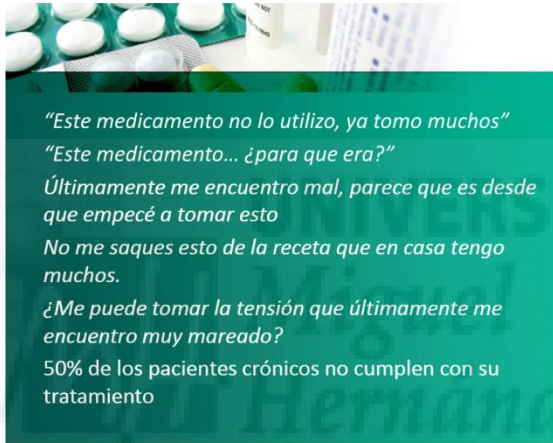 “Este medicamento no lo utilizo, ya tomo muchos”
“Este medicamento… ¿para que era?”
Últimamente me encuentro mal, parece que es desde
que empecé a tomar esto
No me saques esto de la receta que en casa tengo
muchos.
¿Me puede tomar la tensión que últimamente me
encuentro muy mareado?
50% de los pacientes crónicos no cumplen con su
tratamiento
UNIVERS
Miguel
Hernand